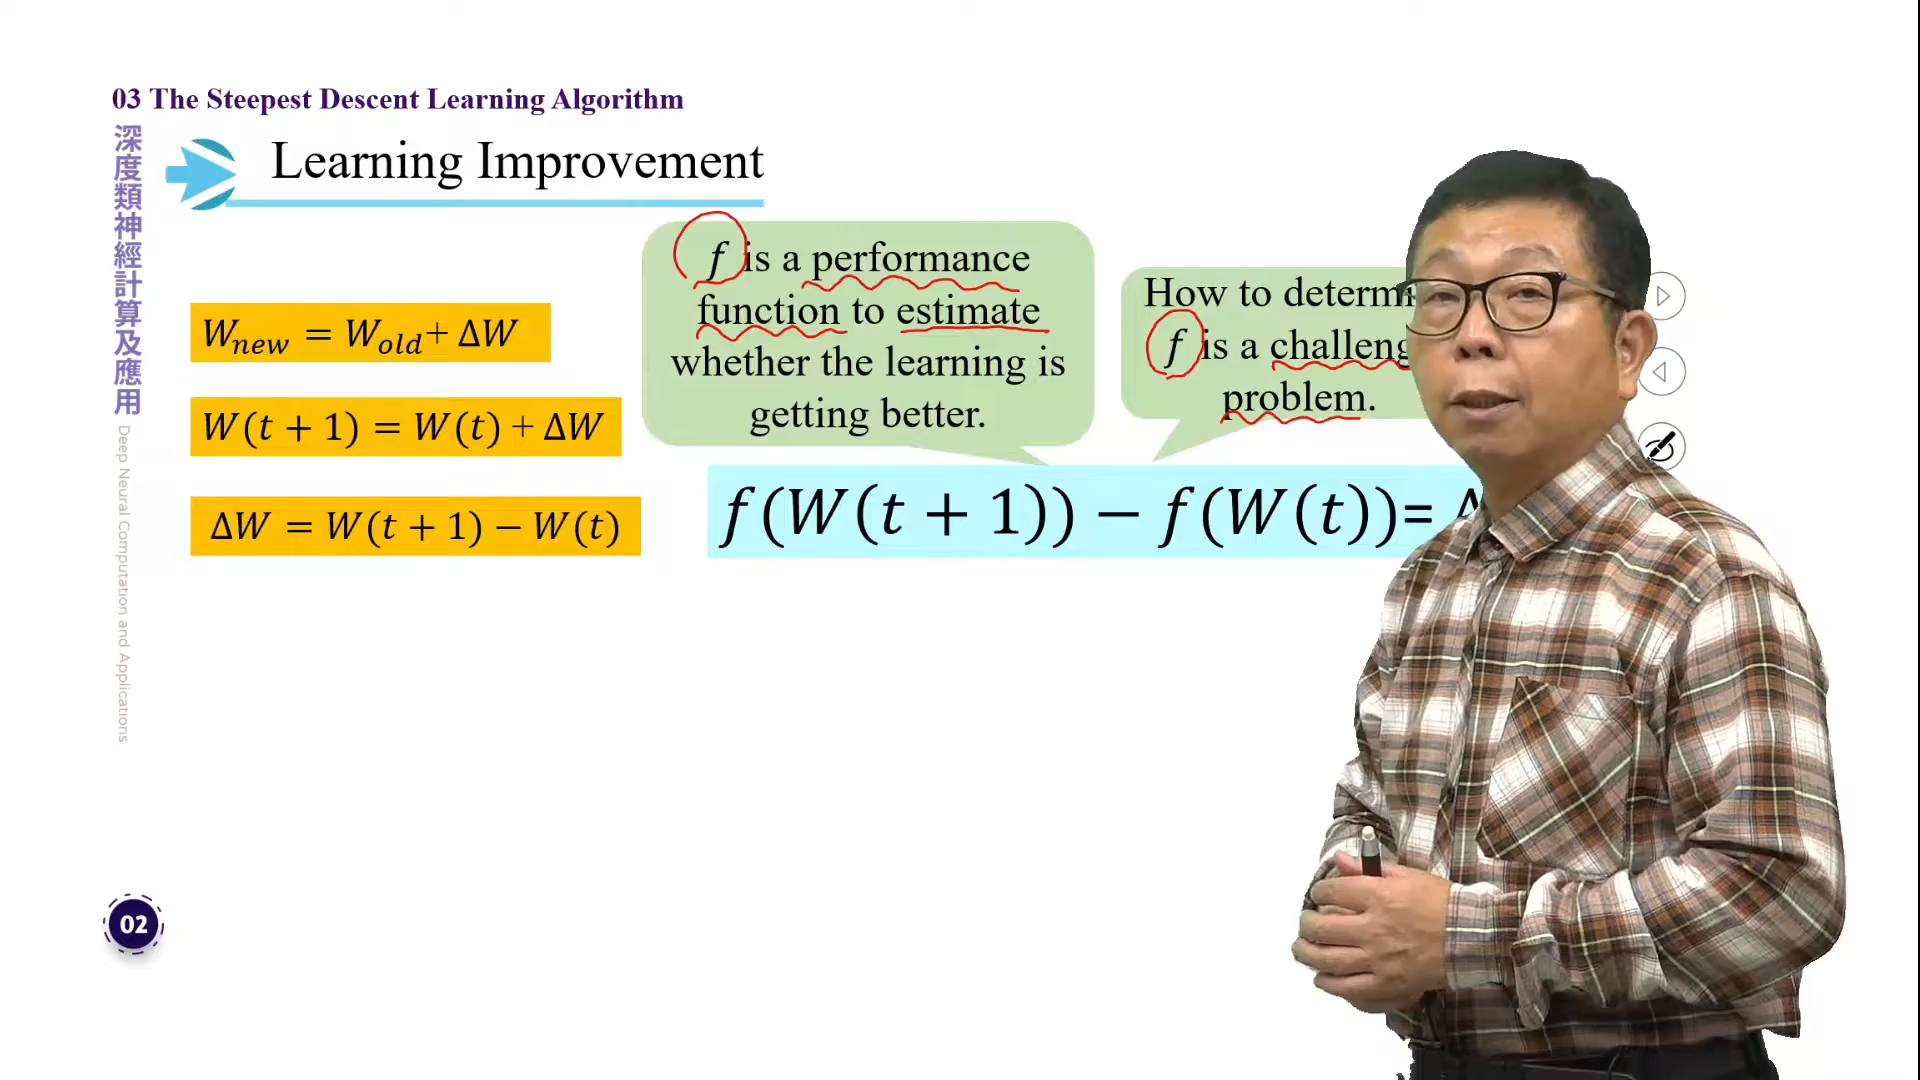 03 The Steepest Descent Learning Algorithm
深度類神經計算及應用
Deep Neural Computation and Applications
Learning Improvement
f is a performance
function to estimate
whether the learning is
getting better.
How to determi
f is a challeng
problem.
W_new = W_old + ΔW
W(t + 1) = W(t) + ΔW
ΔW = W(t + 1) − W(t)
f(W(t + 1)) − f(W(t))=
02